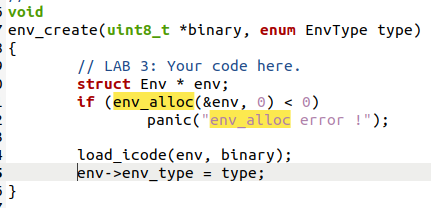 void
env_create(uint8_t *binary, enum EnvType type)
{
// LAB 3: Your code here.
struct Env * env;
if (env_alloc(&env, 0) < 0)
panic("env_alloc error !");
load_icode(env, binary);
env->env_type = type;
}